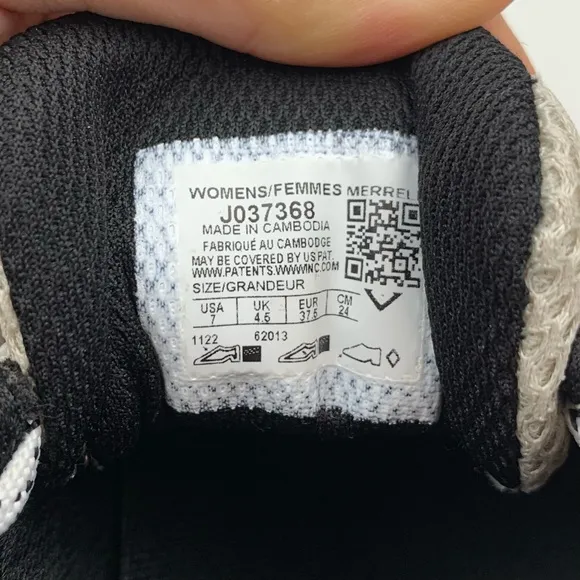 WOMENS/FEMMES MERREL
J037368
MADE IN CAMBODIA
FABRIQUÉ AU CAMBODGE
MAY BE COVERED BY US PAT.
WWW.PATENTS.WWWINC.COM
SIZE/GRANDEUR
USA UK EUR CM
7 4.5 37.5 24
1122 62013